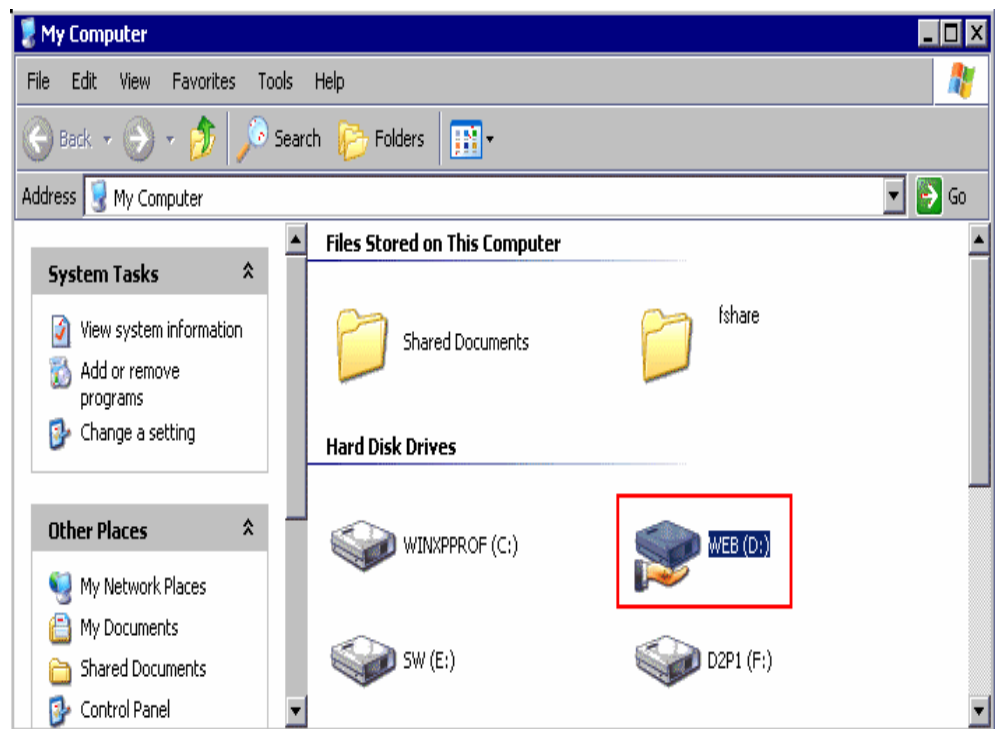 My Computer
File Edit View Favorites Tools Help
Back Search Folders
Address My Computer Go
System Tasks
View system information
Add or remove
programs
Change a setting
Other Places
My Network Places
My Documents
Shared Documents
Control Panel
Files Stored on This Computer
Shared Documents
fshare
Hard Disk Drives
WINXPPROF (C:)
WEB (D:)
SW (E:)
D2P1 (F:)